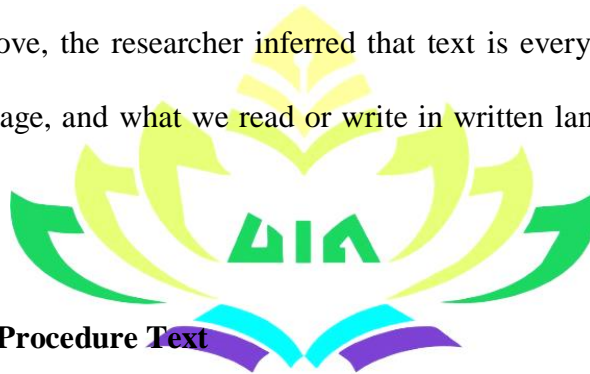 ove, the researcher inferred that text is every
age, and what we read or write in written lan
UIN
Procedure Text